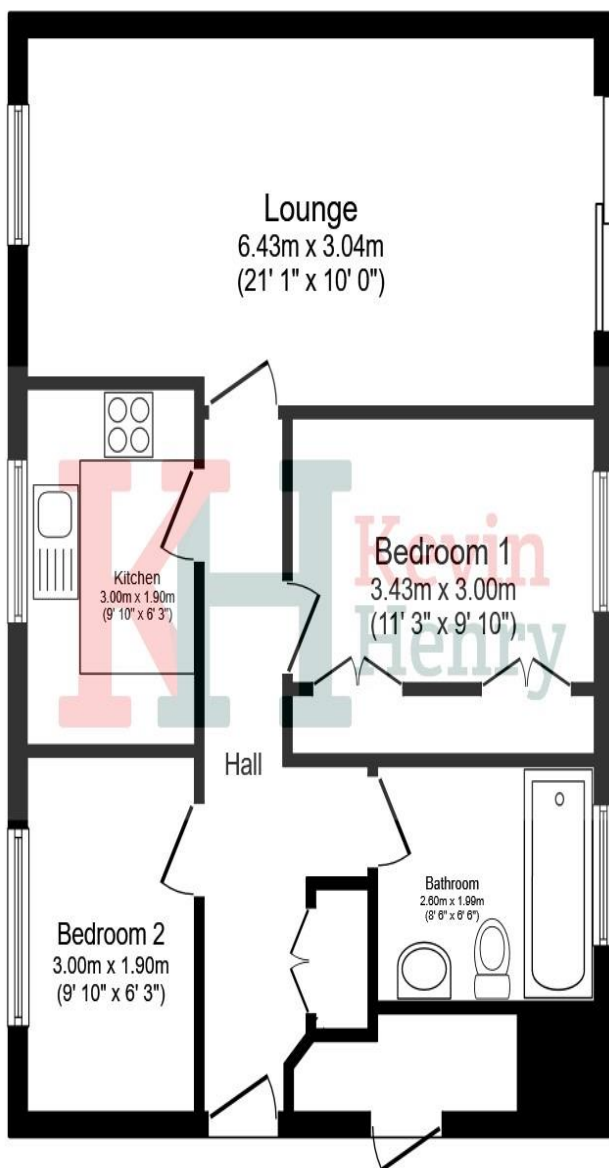 Lounge
6.43m x 3.04m
(21' 1" x 10' 0")
Kitchen
3.00m x 1.90m
(9' 10" x 6' 3")
KH
Kevin
Henry
Bedroom 1
3.43m x 3.00m
(11' 3" x 9' 10")
Hall
Bedroom 2
3.00m x 1.90m
(9' 10" x 6' 3")
Bathroom
2.60m x 1.99m
(8' 6" x 6' 6")